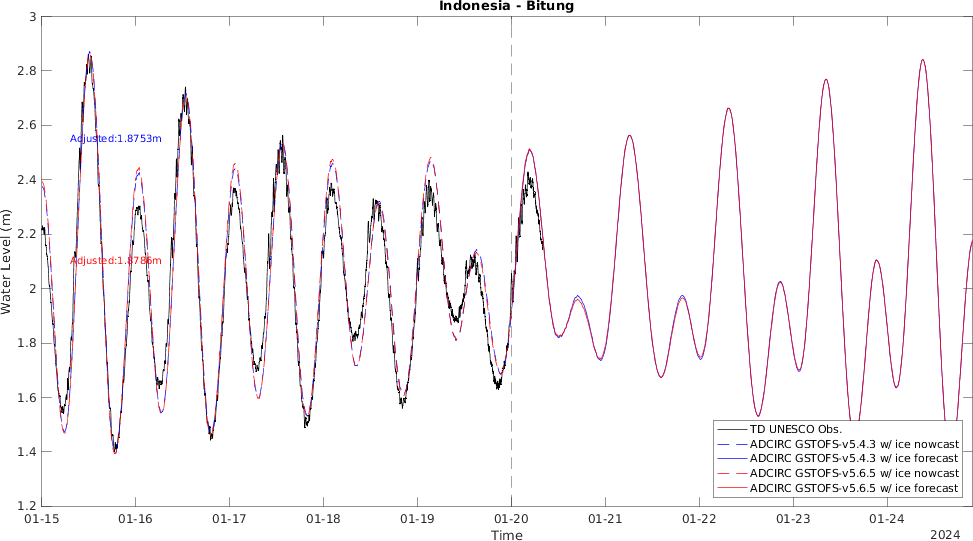 Indonesia - Bitung
3
2.8
2.6
2.4
2.2
2
1.8
1.6
1.4
1.2
Water Level (m)
Adjusted:1.8753m
Adjusted:1.8786m
TD UNESCO Obs.
ADCIRC GSTOFS-v5.4.3 w/ ice nowcast
ADCIRC GSTOFS-v5.4.3 w/ ice forecast
ADCIRC GSTOFS-v5.6.5 w/ ice nowcast
ADCIRC GSTOFS-v5.6.5 w/ ice forecast
01-15 01-16 01-17 01-18 01-19 01-20 01-21 01-22 01-23 01-24
Time
2024